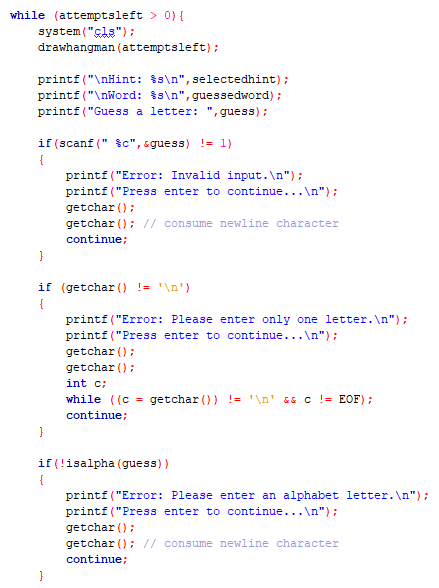 while (attemptsleft > 0){
system("cls");
drawhangman(attemptsleft);
printf("\nHint: %s\n",selectedhint);
printf("\nWord: %s\n",guessedword);
printf("Guess a letter: ",guess);
if(scanf(" %c",&guess) != 1)
{
printf("Error: Invalid input.\n");
printf("Press enter to continue...\n");
getchar();
getchar(); // consume newline character
continue;
}
if (getchar() != '\n')
{
printf("Error: Please enter only one letter.\n");
printf("Press enter to continue...\n");
getchar();
getchar();
int c;
while ((c = getchar()) != '\n' && c != EOF);
continue;
}
if(!isalpha(guess))
{
printf("Error: Please enter an alphabet letter.\n");
printf("Press enter to continue...\n");
getchar();
getchar(); // consume newline character
continue;
}